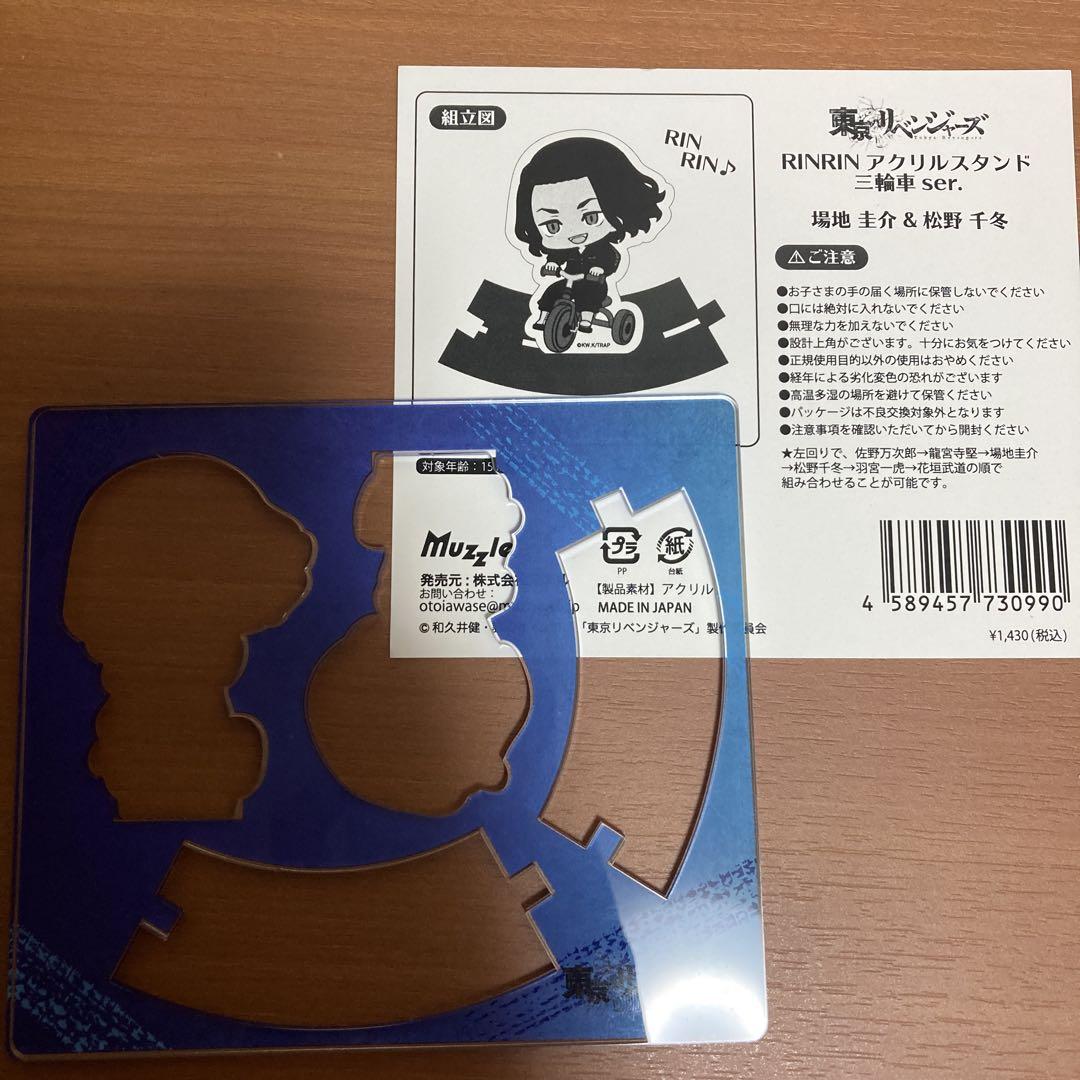 組立図
RIN
RIN♪
©KW.K/TRAP
東京リベンジャーズ
RINRIN アクリルスタンド
三輪車 ser.
場地 圭介 & 松野 千冬
⚠ご注意
●お子さまの手の届く場所に保管しないでください
●口には絶対に入れないでください
●無理な力を加えないでください
●設計上角がございます。十分にお気をつけてください
●正規使用目的以外の使用はおやめください
●経年による劣化変色の恐れがございます
●高温多湿の場所を避けて保管ください
●パッケージは不良交換対象外となります
●注意事項を確認いただいてから開封ください
★左回りで、佐野万次郎→龍宮寺堅→場地圭介
→松野千冬→羽宮一虎→花垣武道の順で
組み合わせることが可能です。
対象年齢：15
Muzzle
発売元：株式会
お問い合わせ：
otoiawase@m
プラ
PP
紙
台紙
【製品素材】アクリル
MADE IN JAPAN
© 和久井健・「東京リベンジャーズ」製作委員会
4 589457 730990
¥1,430(税込)
東京